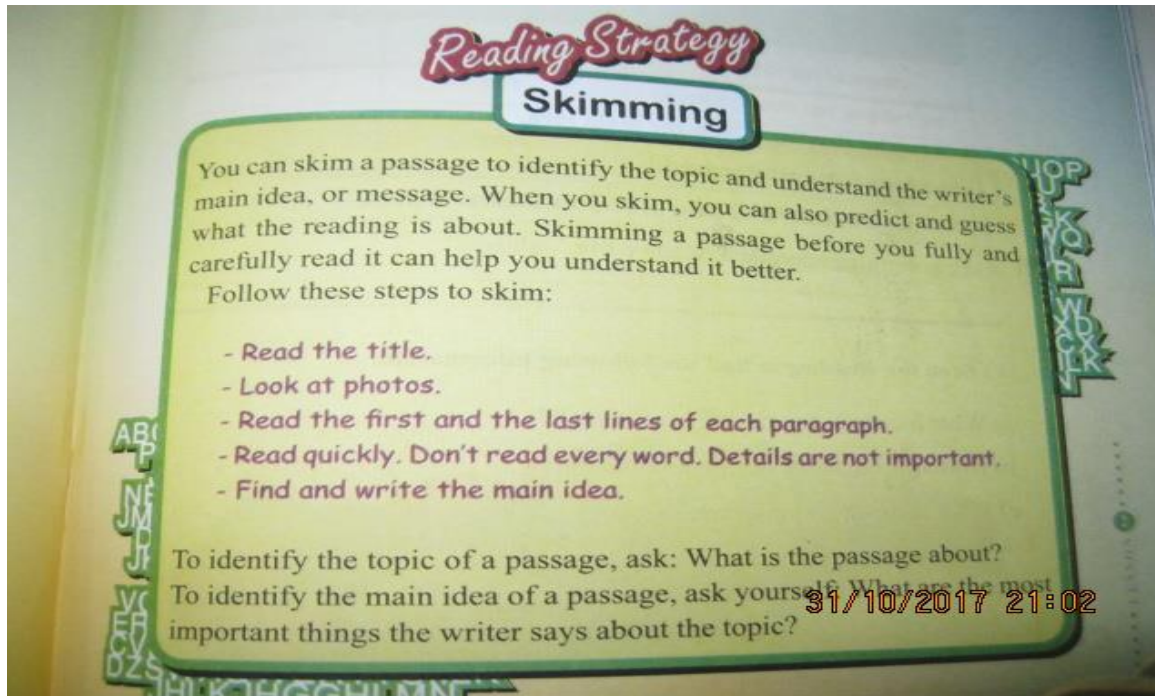 Reading Strategy
Skimming
You can skim a passage to identify the topic and understand the writer's
main idea, or message. When you skim, you can also predict and guess
what the reading is about. Skimming a passage before you fully and
carefully read it can help you understand it better.
Follow these steps to skim:
- Read the title.
- Look at photos.
- Read the first and the last lines of each paragraph.
- Read quickly. Don't read every word. Details are not important.
- Find and write the main idea.
To identify the topic of a passage, ask: What is the passage about?
To identify the main idea of a passage, ask yourself: What are the most
important things the writer says about the topic?
31/10/2017 21:02